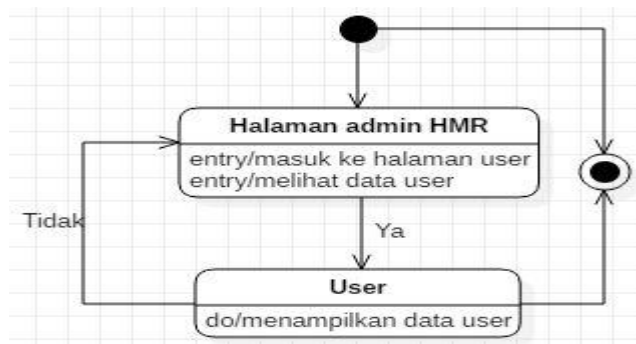 Halaman admin HMR
entry/masuk ke halaman user
entry/melihat data user
Tidak
Ya
User
do/menampilkan data user